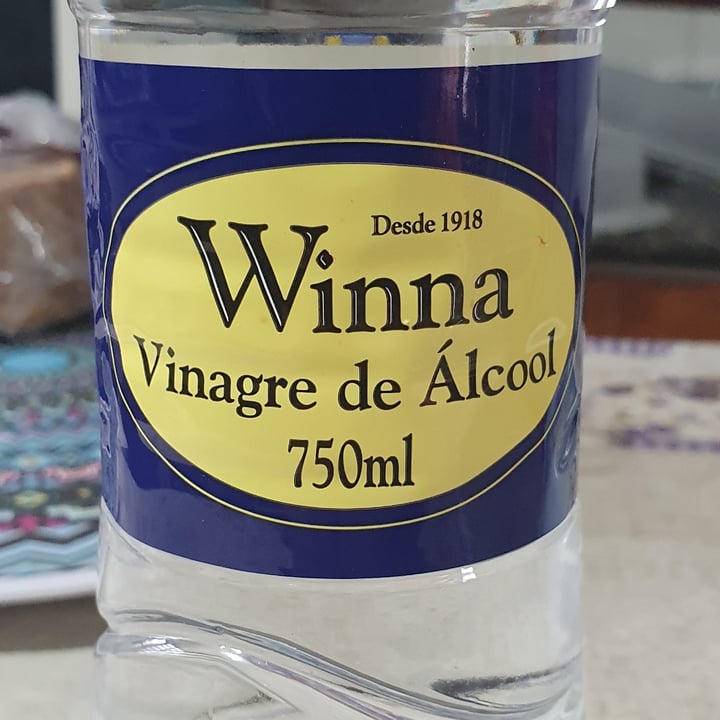 Desde 1918
Winna
Vinagre de Álcool
750ml